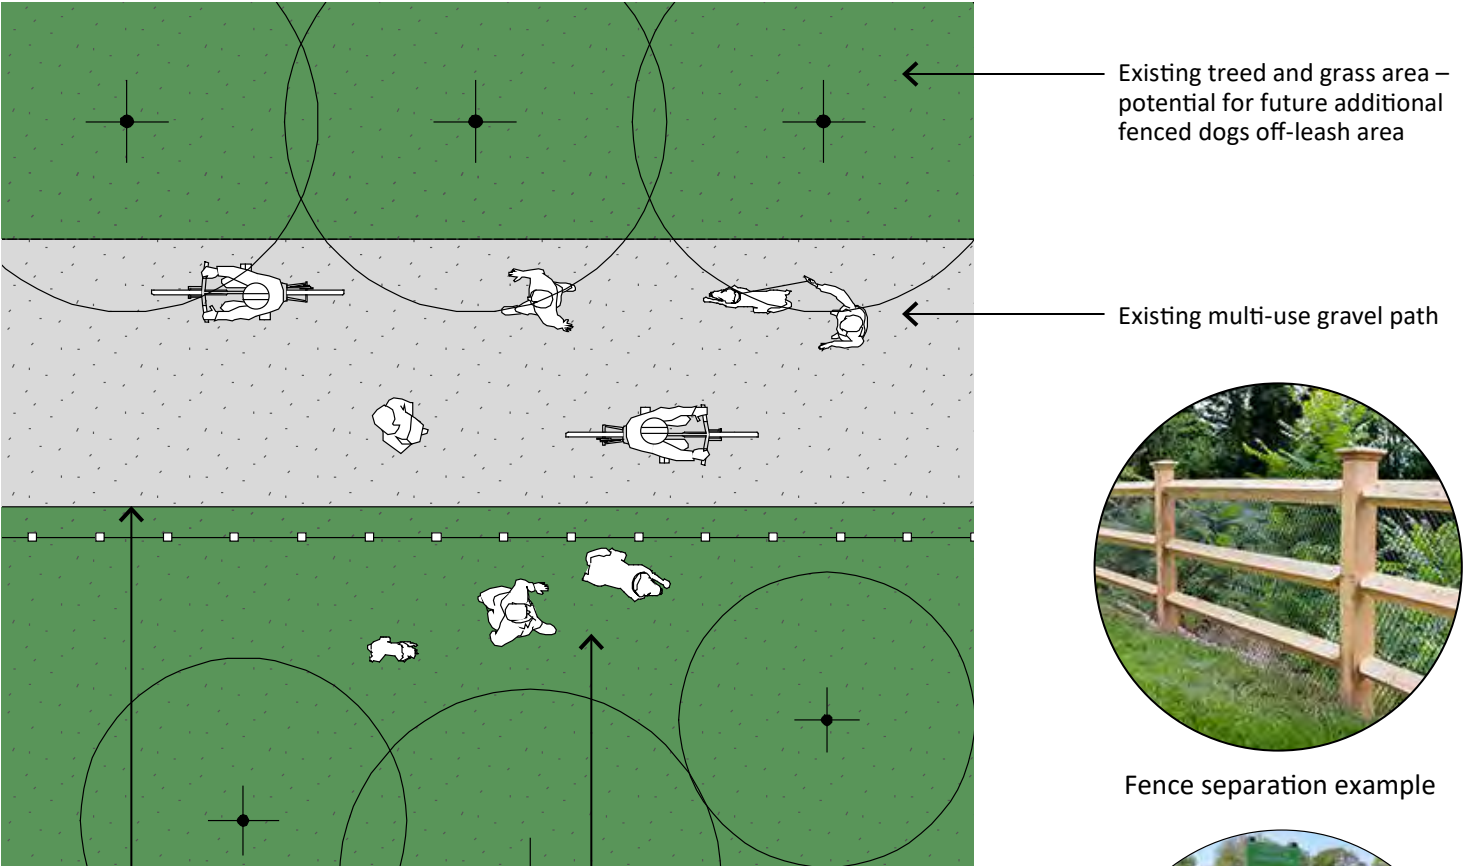 Existing treed and grass area –
potential for future additional
fenced dogs off-leash area
Existing multi-use gravel path
Fence separation example